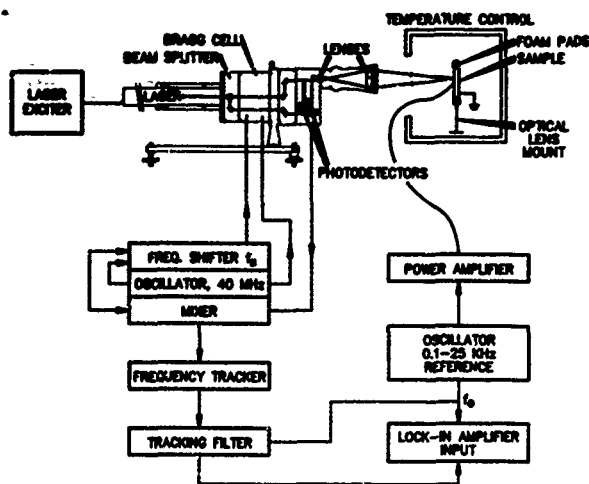 TEMPERATURE CONTROL
BRAGG CELL
BEAM SPLITTER
LENSES
FOAM PADS
SAMPLE
LASER
EXCITER
LASER
OPTICAL
LENS
MOUNT
PHOTODETECTORS
FREQ. SHIFTER fs
OSCILLATOR, 40 MHz
MIXER
POWER AMPLIFIER
OSCILLATOR
0.1-25 KHz
REFERENCE
FREQUENCY TRACKER
fo
TRACKING FILTER
LOCK-IN AMPLIFIER
INPUT